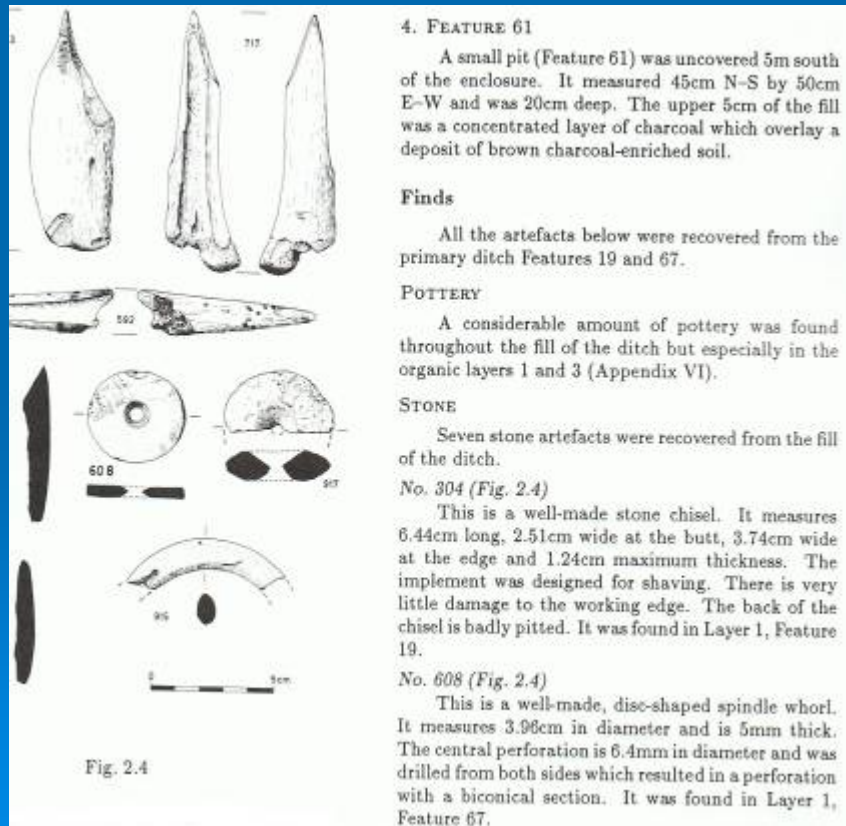 717
592
608
917
915
0 5cm
Fig. 2.4
4. FEATURE 61
A small pit (Feature 61) was uncovered 5m south
of the enclosure. It measured 45cm N–S by 50cm
E–W and was 20cm deep. The upper 5cm of the fill
was a concentrated layer of charcoal which overlay a
deposit of brown charcoal-enriched soil.
Finds
All the artefacts below were recovered from the
primary ditch Features 19 and 67.
POTTERY
A considerable amount of pottery was found
throughout the fill of the ditch but especially in the
organic layers 1 and 3 (Appendix VI).
STONE
Seven stone artefacts were recovered from the fill
of the ditch.
No. 304 (Fig. 2.4)
This is a well-made stone chisel. It measures
6.44cm long, 2.51cm wide at the butt, 3.74cm wide
at the edge and 1.24cm maximum thickness. The
implement was designed for shaving. There is very
little damage to the working edge. The back of the
chisel is badly pitted. It was found in Layer 1, Feature
19.
No. 608 (Fig. 2.4)
This is a well-made, disc-shaped spindle whorl.
It measures 3.96cm in diameter and is 5mm thick.
The central perforation is 6.4mm in diameter and was
drilled from both sides which resulted in a perforation
with a biconical section. It was found in Layer 1,
Feature 67.